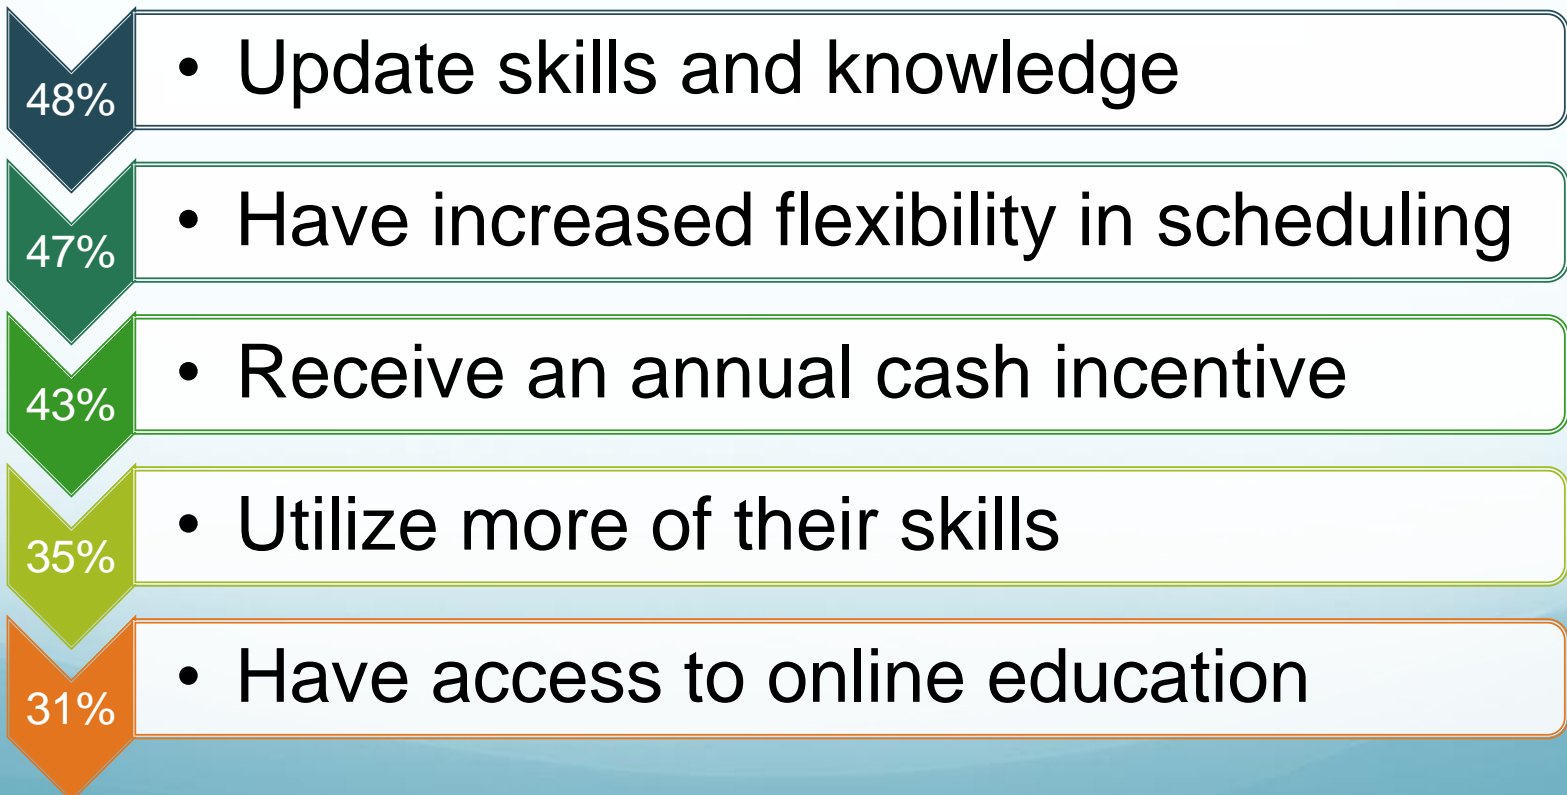 48%
• Update skills and knowledge
47%
• Have increased flexibility in scheduling
43%
• Receive an annual cash incentive
35%
• Utilize more of their skills
31%
• Have access to online education